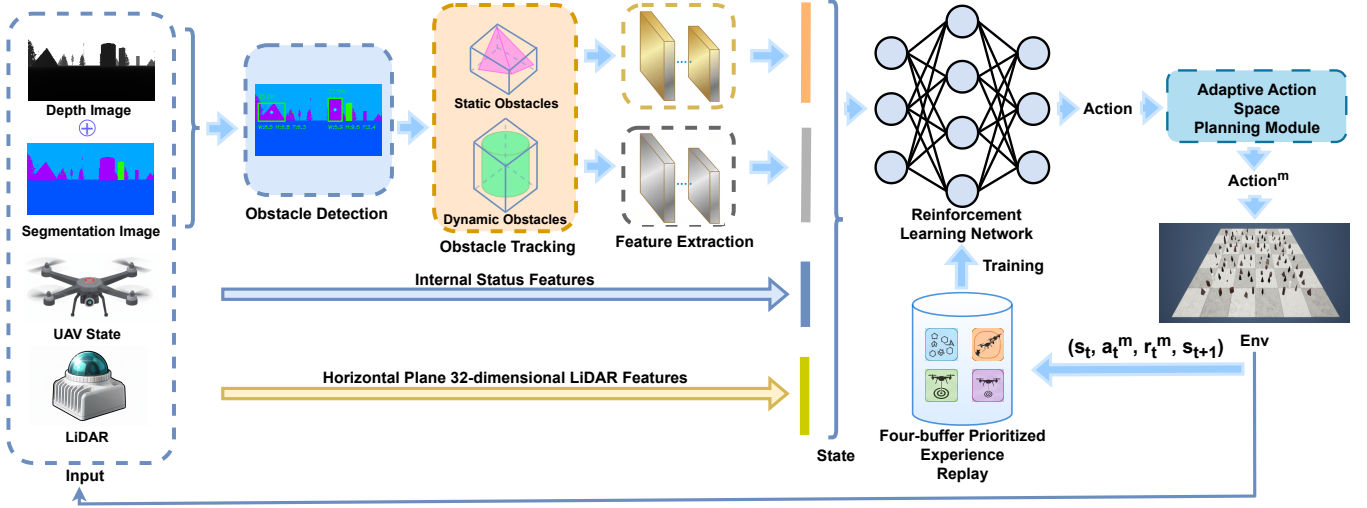 Depth Image
Segmentation Image
UAV State
LiDAR
Input
Obstacle Detection
Static Obstacles
Dynamic Obstacles
Obstacle Tracking
Feature Extraction
Internal Status Features
Horizontal Plane 32-dimensional LiDAR Features
State
Reinforcement
Learning Network
Training
Four-buffer Prioritized
Experience
Replay
Action
Adaptive Action
Space
Planning Module
Action^m
Env
(s_t, a_t^m, r_t^m, s_{t+1})